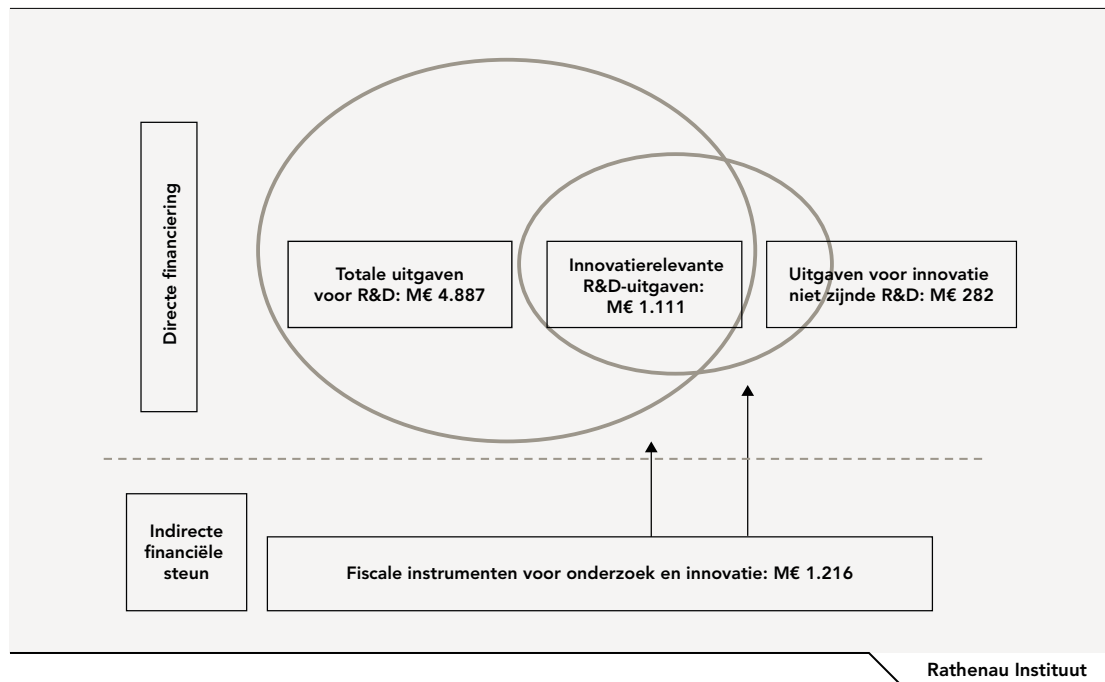 Directe financiering
Totale uitgaven
voor R&D: M€ 4.887
Innovatierelevante
R&D-uitgaven:
M€ 1.111
Uitgaven voor innovatie
niet zijnde R&D: M€ 282
Indirecte
financiële
steun
Fiscale instrumenten voor onderzoek en innovatie: M€ 1.216
Rathenau Instituut